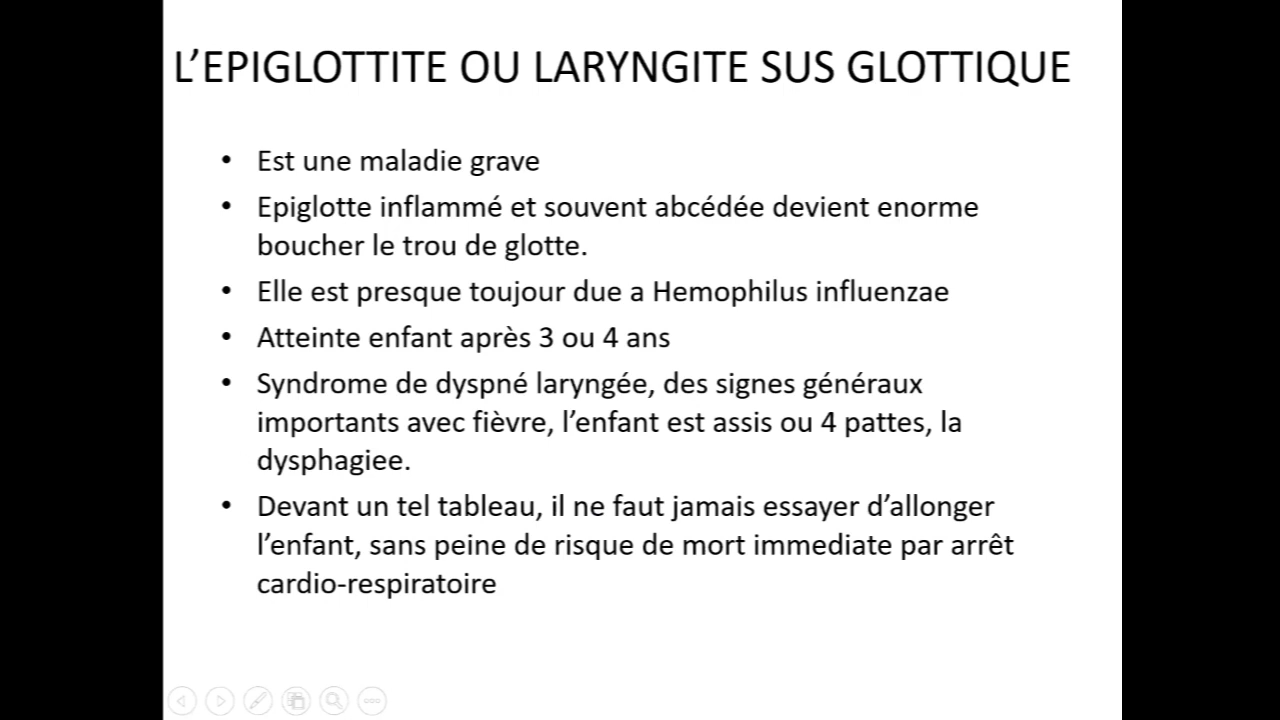 L’EPIGLOTTITE OU LARYNGITE SUS GLOTTIQUE
• Est une maladie grave
• Epiglotte inflammé et souvent abcédée devient enorme
boucher le trou de glotte.
• Elle est presque toujour due a Hemophilus influenzae
• Atteinte enfant après 3 ou 4 ans
• Syndrome de dyspné laryngée, des signes généraux
importants avec fièvre, l’enfant est assis ou 4 pattes, la
dysphagiee.
• Devant un tel tableau, il ne faut jamais essayer d’allonger
l’enfant, sans peine de risque de mort immediate par arrêt
cardio-respiratoire